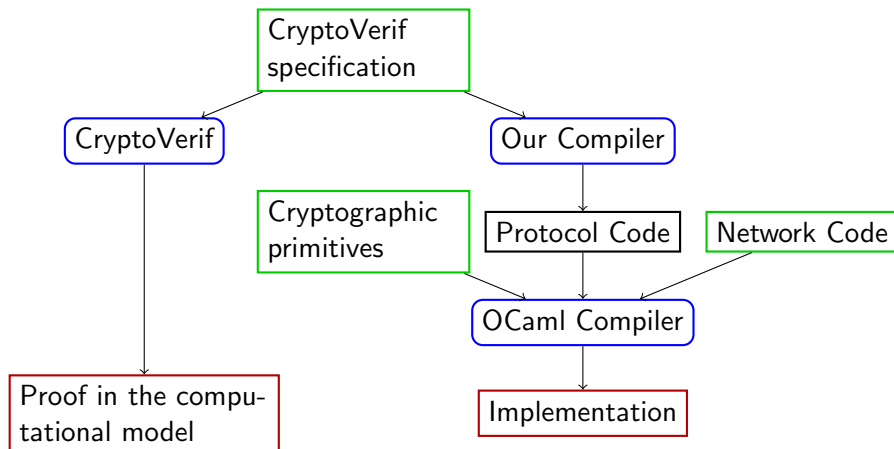 CryptoVerif
specification
CryptoVerif
Our Compiler
Cryptographic
primitives
Protocol Code
Network Code
OCaml Compiler
Proof in the compu-
tational model
Implementation